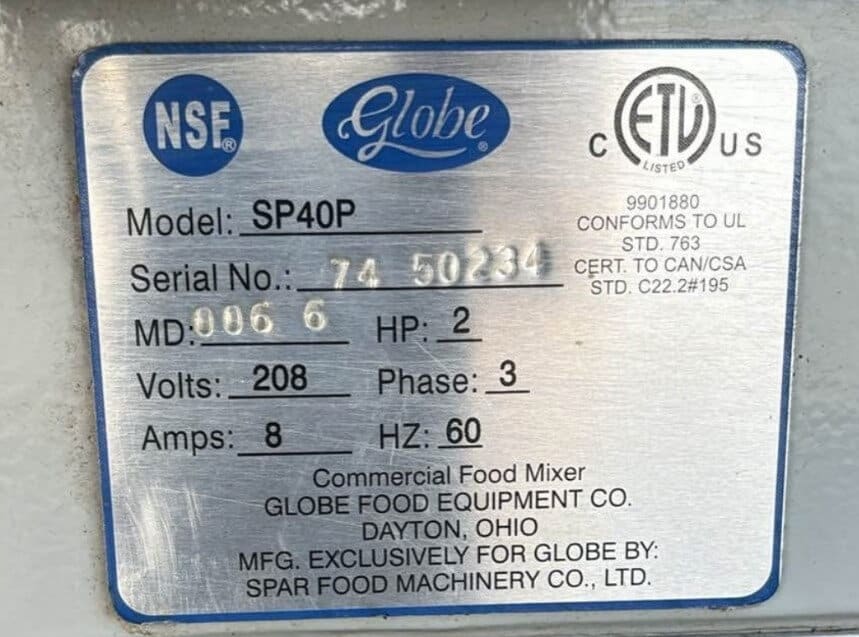 NSF®
Globe®
C ETL® US
LISTED
9901880
CONFORMS TO UL
STD. 763
CERT. TO CAN/CSA
STD. C22.2#195
Model: SP40P
Serial No.: 74 50234
MD: 006 6 HP: 2
Volts: 208 Phase: 3
Amps: 8 HZ: 60
Commercial Food Mixer
GLOBE FOOD EQUIPMENT CO.
DAYTON, OHIO
MFG. EXCLUSIVELY FOR GLOBE BY:
SPAR FOOD MACHINERY CO., LTD.